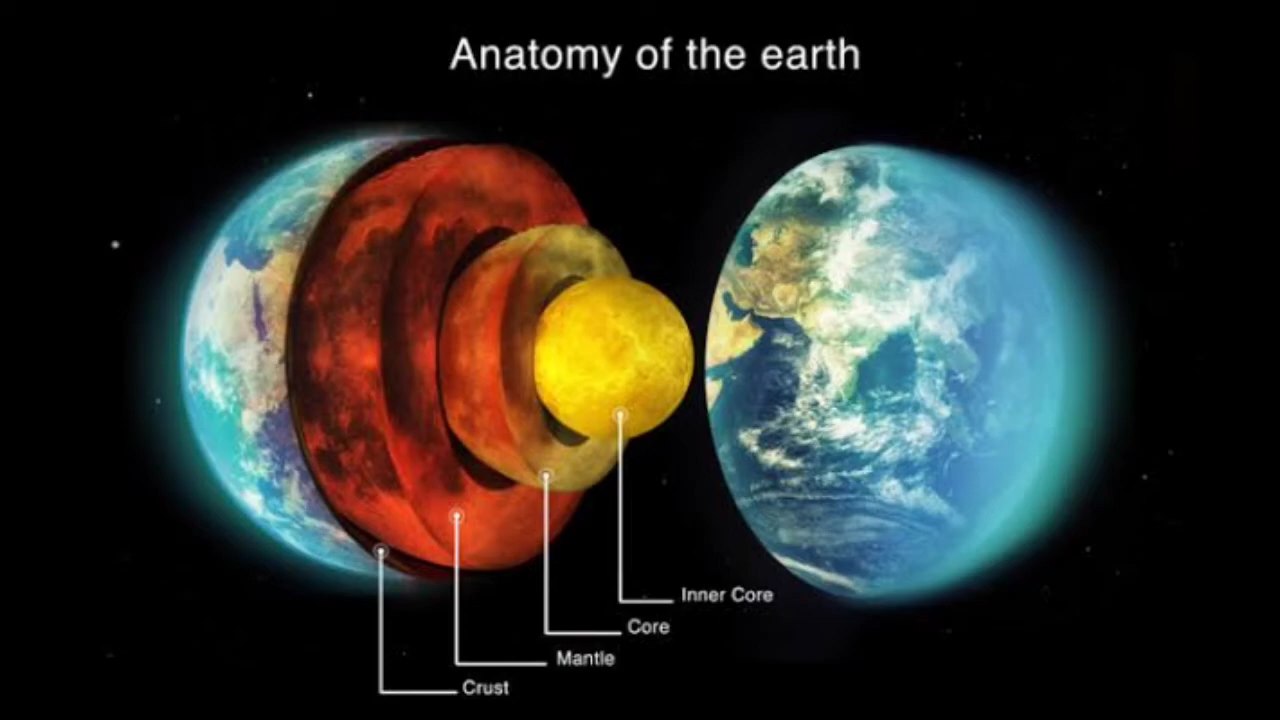 Anatomy of the earth
Inner Core
Core
Mantle
Crust